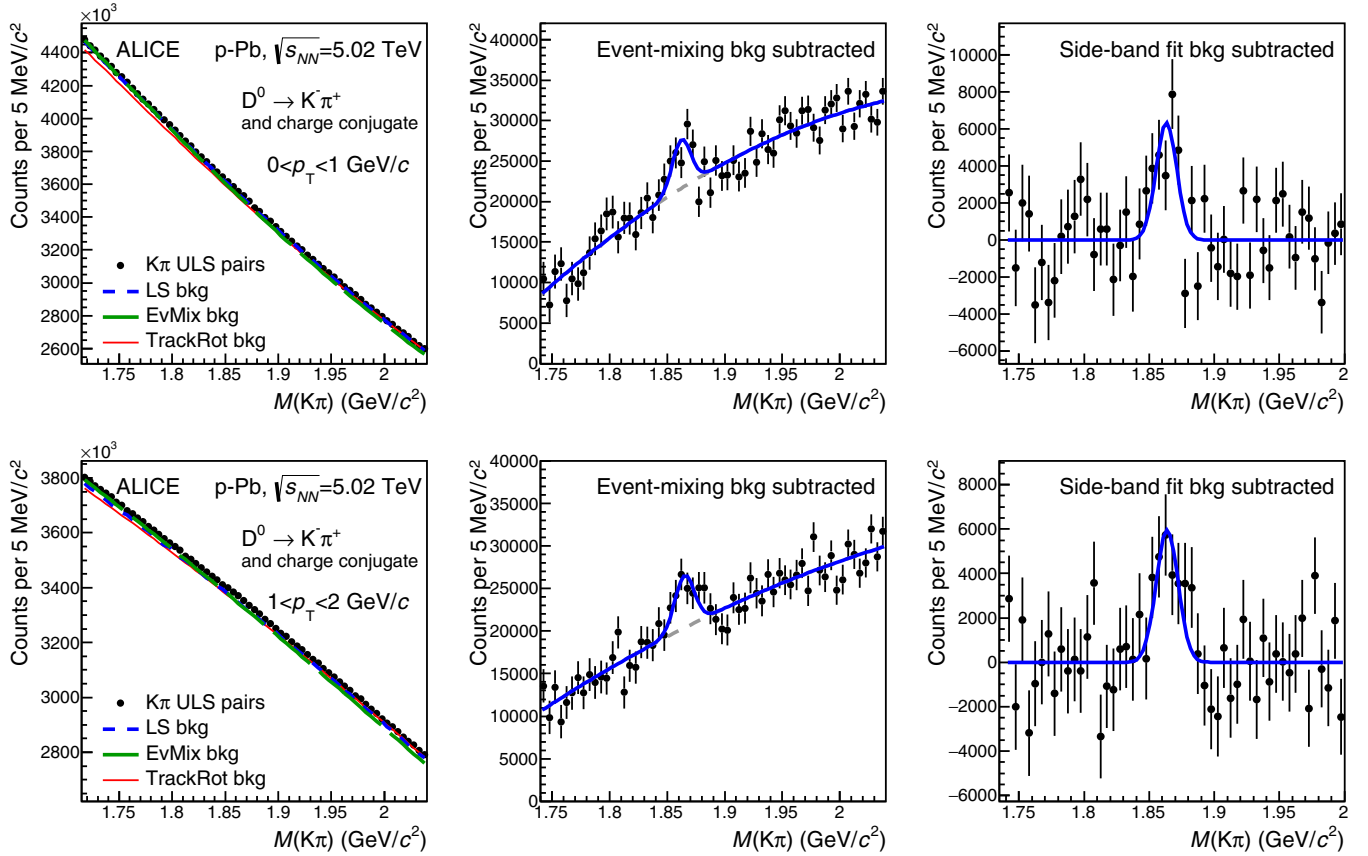 ×10³
Counts per 5 MeV/c²
4400
4200
4000
3800
3600
3400
3200
3000
2800
2600
ALICE p-Pb, √sNN=5.02 TeV
D⁰ → K⁻π⁺
and charge conjugate
0<pT<1 GeV/c
Kπ ULS pairs
LS bkg
EvMix bkg
TrackRot bkg
1.75 1.8 1.85 1.9 1.95 2
M(Kπ) (GeV/c²)
Counts per 5 MeV/c²
40000
35000
30000
25000
20000
15000
10000
5000
0
Event-mixing bkg subtracted
1.75 1.8 1.85 1.9 1.95 2
M(Kπ) (GeV/c²)
Counts per 5 MeV/c²
10000
8000
6000
4000
2000
0
−2000
−4000
−6000
Side-band fit bkg subtracted
1.75 1.8 1.85 1.9 1.95 2
M(Kπ) (GeV/c²)
×10³
Counts per 5 MeV/c²
3800
3600
3400
3200
3000
2800
ALICE p-Pb, √sNN=5.02 TeV
D⁰ → K⁻π⁺
and charge conjugate
1<pT<2 GeV/c
Kπ ULS pairs
LS bkg
EvMix bkg
TrackRot bkg
1.75 1.8 1.85 1.9 1.95 2
M(Kπ) (GeV/c²)
Counts per 5 MeV/c²
40000
35000
30000
25000
20000
15000
10000
5000
0
Event-mixing bkg subtracted
1.75 1.8 1.85 1.9 1.95 2
M(Kπ) (GeV/c²)
Counts per 5 MeV/c²
8000
6000
4000
2000
0
−2000
−4000
−6000
Side-band fit bkg subtracted
1.75 1.8 1.85 1.9 1.95 2
M(Kπ) (GeV/c²)